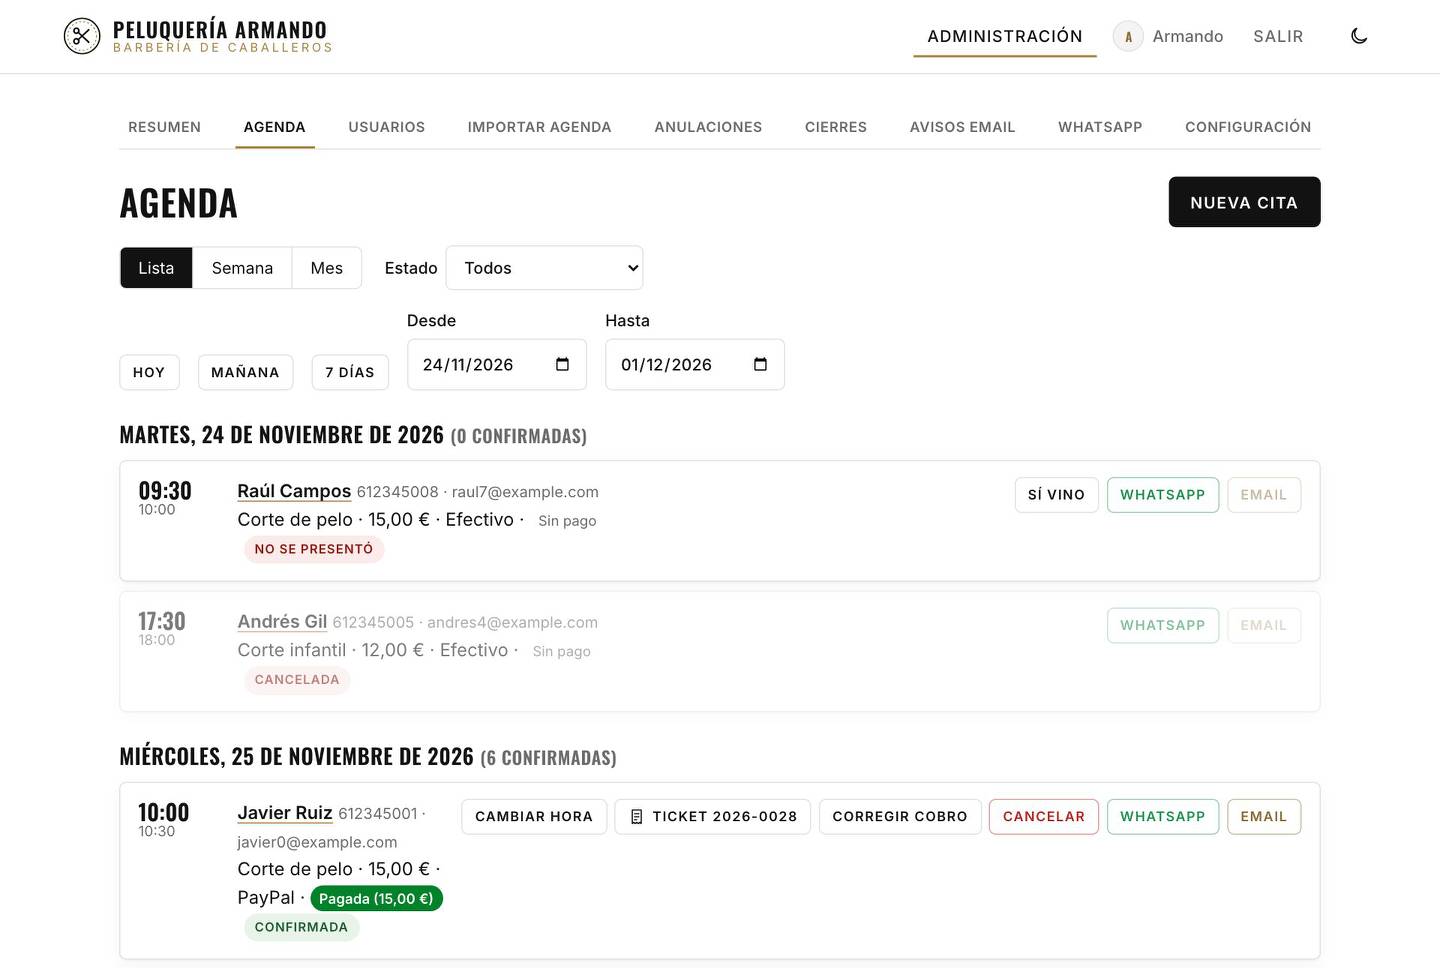 PELUQUERÍA ARMANDO
BARBERÍA DE CABALLEROS
ADMINISTRACIÓN
A
Armando
SALIR
RESUMEN
AGENDA
USUARIOS
IMPORTAR AGENDA
ANULACIONES
CIERRES
AVISOS EMAIL
WHATSAPP
CONFIGURACIÓN
AGENDA
NUEVA CITA
Lista
Semana
Mes
Estado
Todos
Desde
Hasta
HOY
MAÑANA
7 DÍAS
24/11/2026
01/12/2026
MARTES, 24 DE NOVIEMBRE DE 2026 (0 CONFIRMADAS)
09:30
10:00
Raúl Campos 612345008 · raul7@example.com
Corte de pelo · 15,00 € · Efectivo · Sin pago
NO SE PRESENTÓ
SÍ VINO
WHATSAPP
EMAIL
17:30
18:00
Andrés Gil 612345005 · andres4@example.com
Corte infantil · 12,00 € · Efectivo · Sin pago
CANCELADA
WHATSAPP
EMAIL
MIÉRCOLES, 25 DE NOVIEMBRE DE 2026 (6 CONFIRMADAS)
10:00
10:30
Javier Ruiz 612345001 ·
javier0@example.com
Corte de pelo · 15,00 € ·
PayPal · Pagada (15,00 €)
CONFIRMADA
CAMBIAR HORA
TICKET 2026-0028
CORREGIR COBRO
CANCELAR
WHATSAPP
EMAIL